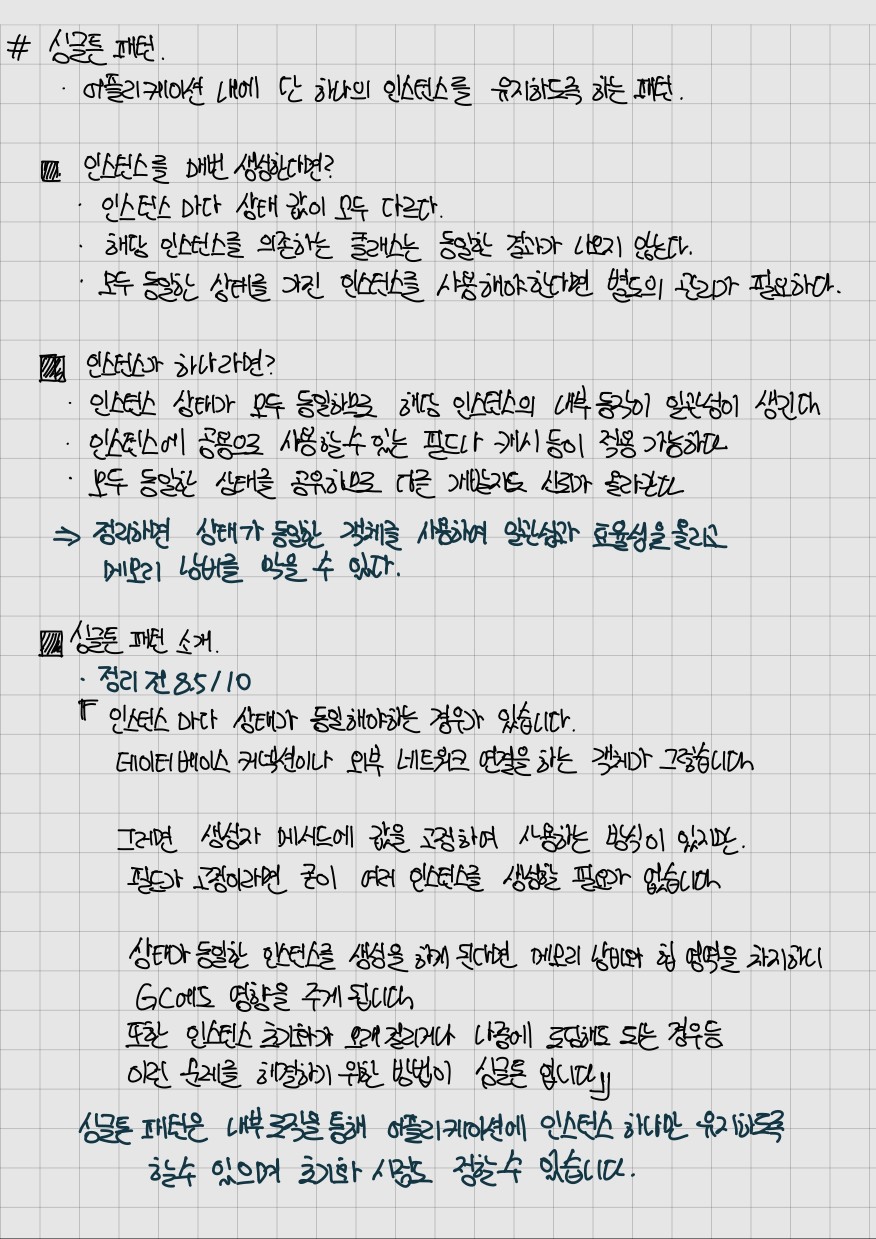 # 싱글톤 패턴.
· 어플리케이션 내에 단 하나의 인스턴스를 유지하도록 하는 패턴.
인스턴스를 매번 생성한다면?
· 인스턴스 마다 상태 값이 모두 다르다.
· 해당 인스턴스를 의존하는 클래스는 동일한 결과가 나오지 않는다.
· 모두 동일한 상태를 가진 인스턴스를 사용해야한다면 별도의 관리가 필요하다.
인스턴스가 하나라면?
· 인스턴스 상태가 모두 동일하므로 해당 인스턴스의 내부 동작이 일관성이 생긴다
· 인스턴스에 공용으로 사용할수 있는 필드나 캐시 등이 적용 가능하다
· 모두 동일한 상태를 공유하므로 다른 개발자도 신뢰가 올라간다
⇒ 정리하면 상태가 동일한 객체를 사용하여 일관성과 효율성을 올리고
메모리 낭비를 막을 수 있다.
싱글톤 패턴 소개.
· 정리 전 8.5/10
『 인스턴스 마다 상태가 동일해야하는 경우가 있습니다.
데이터베이스 커넥션이나 외부 네트워크 연결을 하는 객체가 그렇습니다
그러면 생성자 메서드에 값을 고정하여 사용하는 방식이 있지만.
필드가 고정이라면 굳이 여러 인스턴스를 생성할 필요가 없습니다
상태가 동일한 인스턴스를 생성을 하게 된다면 메모리 낭비와 힙 영역을 차지하니
GC에도 영향을 주게 됩니다
또한 인스턴스 초기화가 오래 걸리거나 나중에 로딩해도 되는 경우등
이런 문제를 해결하기 위한 방법이 싱글톤 입니다』
싱글톤 패턴은 내부 로직을 통해 어플리케이션에 인스턴스 하나만 유지하도록
할수 있으며 초기화 시점도 정할수 있습니다.